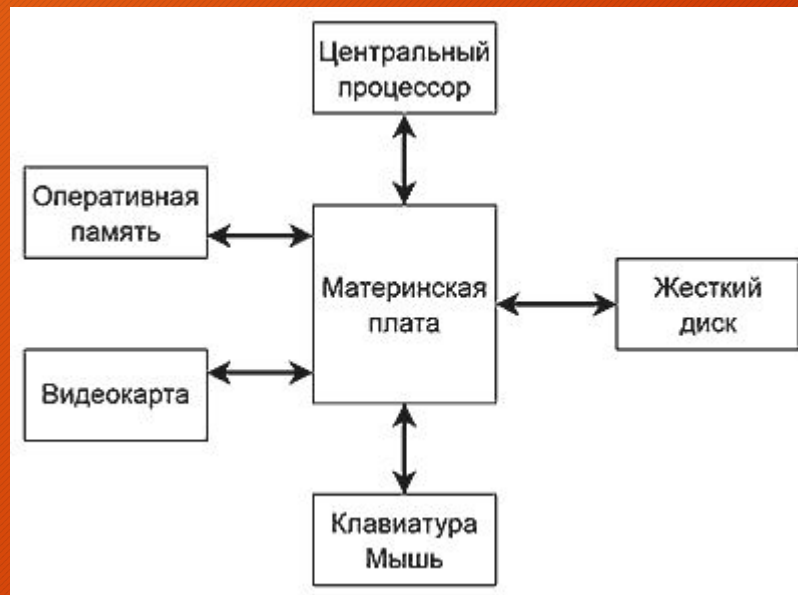 Центральный
процессор
Оперативная
память
Материнская
плата
Жесткий
диск
Видеокарта
Клавиатура
Мышь